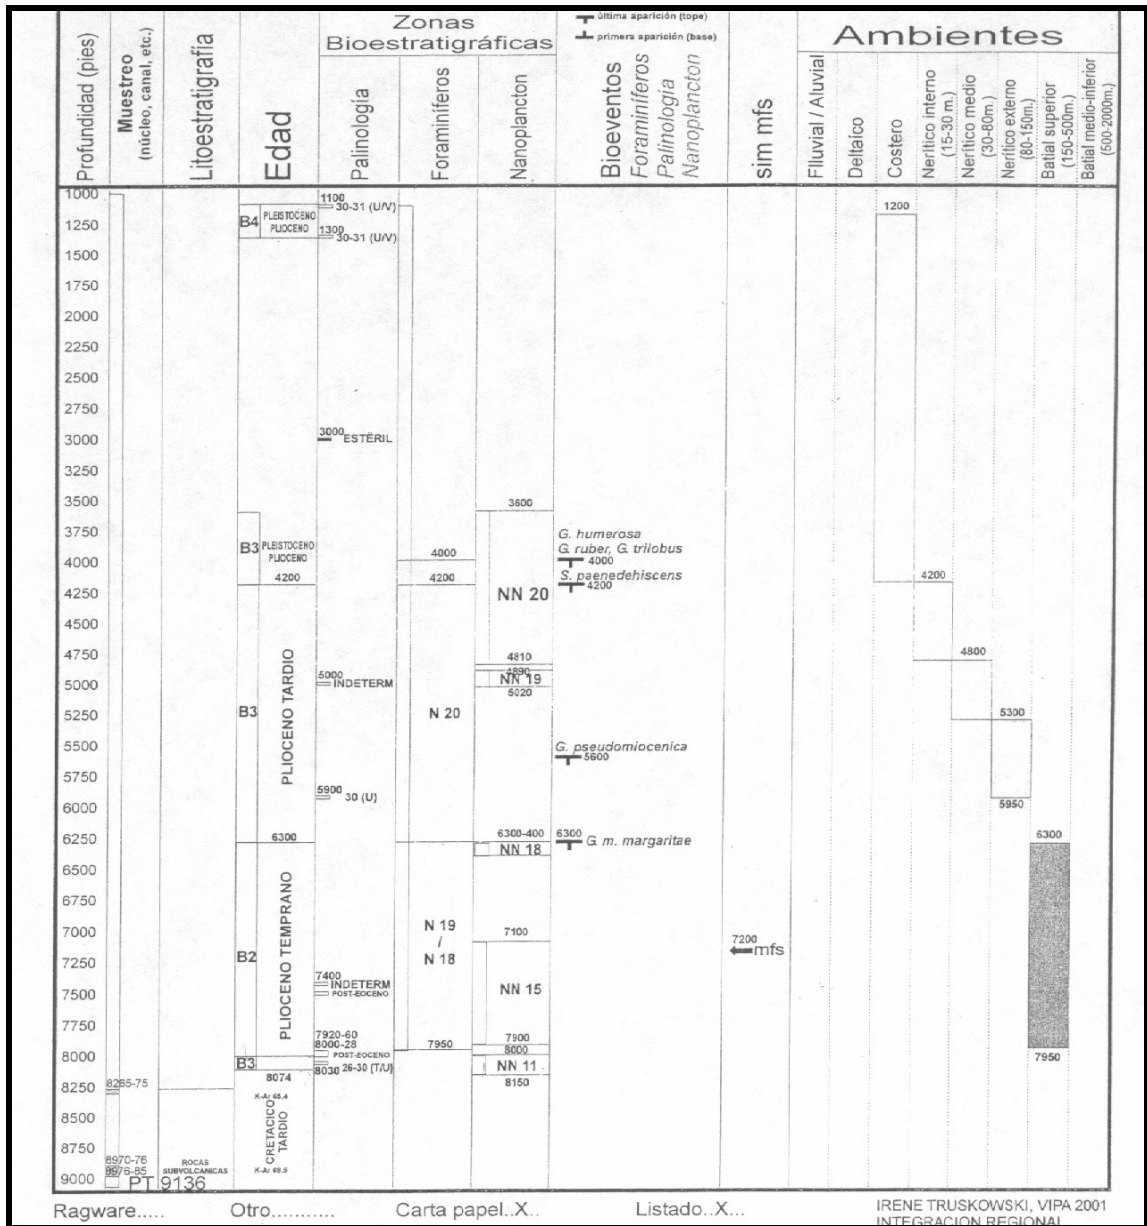 Zonas
Bioestratigráficas
última aparición (tope)
primera aparición (base)
Ambientes
Profundidad (pies)
Muestreo
(núcleo, canal, etc.)
Litoestratigrafía
Edad
Palinología
Foraminíferos
Nanoplancton
Bioeventos
Foraminíferos
Palinología
Nanoplancton
sim mfs
Flluvial / Aluvial
Deltaico
Costero
Nerítico interno
(15-30 m.)
Nerítico medio
(30-80m.)
Nerítico externo
(80-150m.)
Batial superior
(150-500m.)
Batial medio-inferior
(500-2000m.)
1000
1250
1500
1750
2000
2250
2500
2750
3000
3250
3500
3750
4000
4250
4500
4750
5000
5250
5500
5750
6000
6250
6500
6750
7000
7250
7500
7750
8000
8250
8500
8750
9000
8265-75
8970-76
8976-85
PT 9136
ROCAS
SUBVOLCANICAS
B4
PLEISTOCENO
PLIOCENO
B3
PLEISTOCENO
PLIOCENO
4200
B3
PLIOCENO TARDIO
6300
B2
PLIOCENO TEMPRANO
B3
8074
K-Ar 65.4
CRETACICO
TARDIO
K-Ar 69.5
1100
30-31 (U/V)
1300
30-31 (U/V)
3000
ESTÉRIL
5000
INDETERM
5900
30 (U)
7400
INDETERM
POST-EOCENO
7920-60
8000-28
POST-EOCENO
8030 26-30 (T/U)
4000
4200
N 20
N 19
/
N 18
7950
3600
NN 20
4810
4890
NN 19
5020
6300-400
NN 18
7100
NN 15
7900
8000
NN 11
8150
G. humerosa
G. ruber, G. trilobus
4000
S. paenedehiscens
4200
G. pseudomiocenica
5600
6300
G. m. margaritae
7200
mfs
1200
4200
4800
5300
5950
6300
7950
Ragware.....
Otro............
Carta papel..X..
Listado..X...
IRENE TRUSKOWSKI, VIPA 2001
INTEGRACION REGIONAL